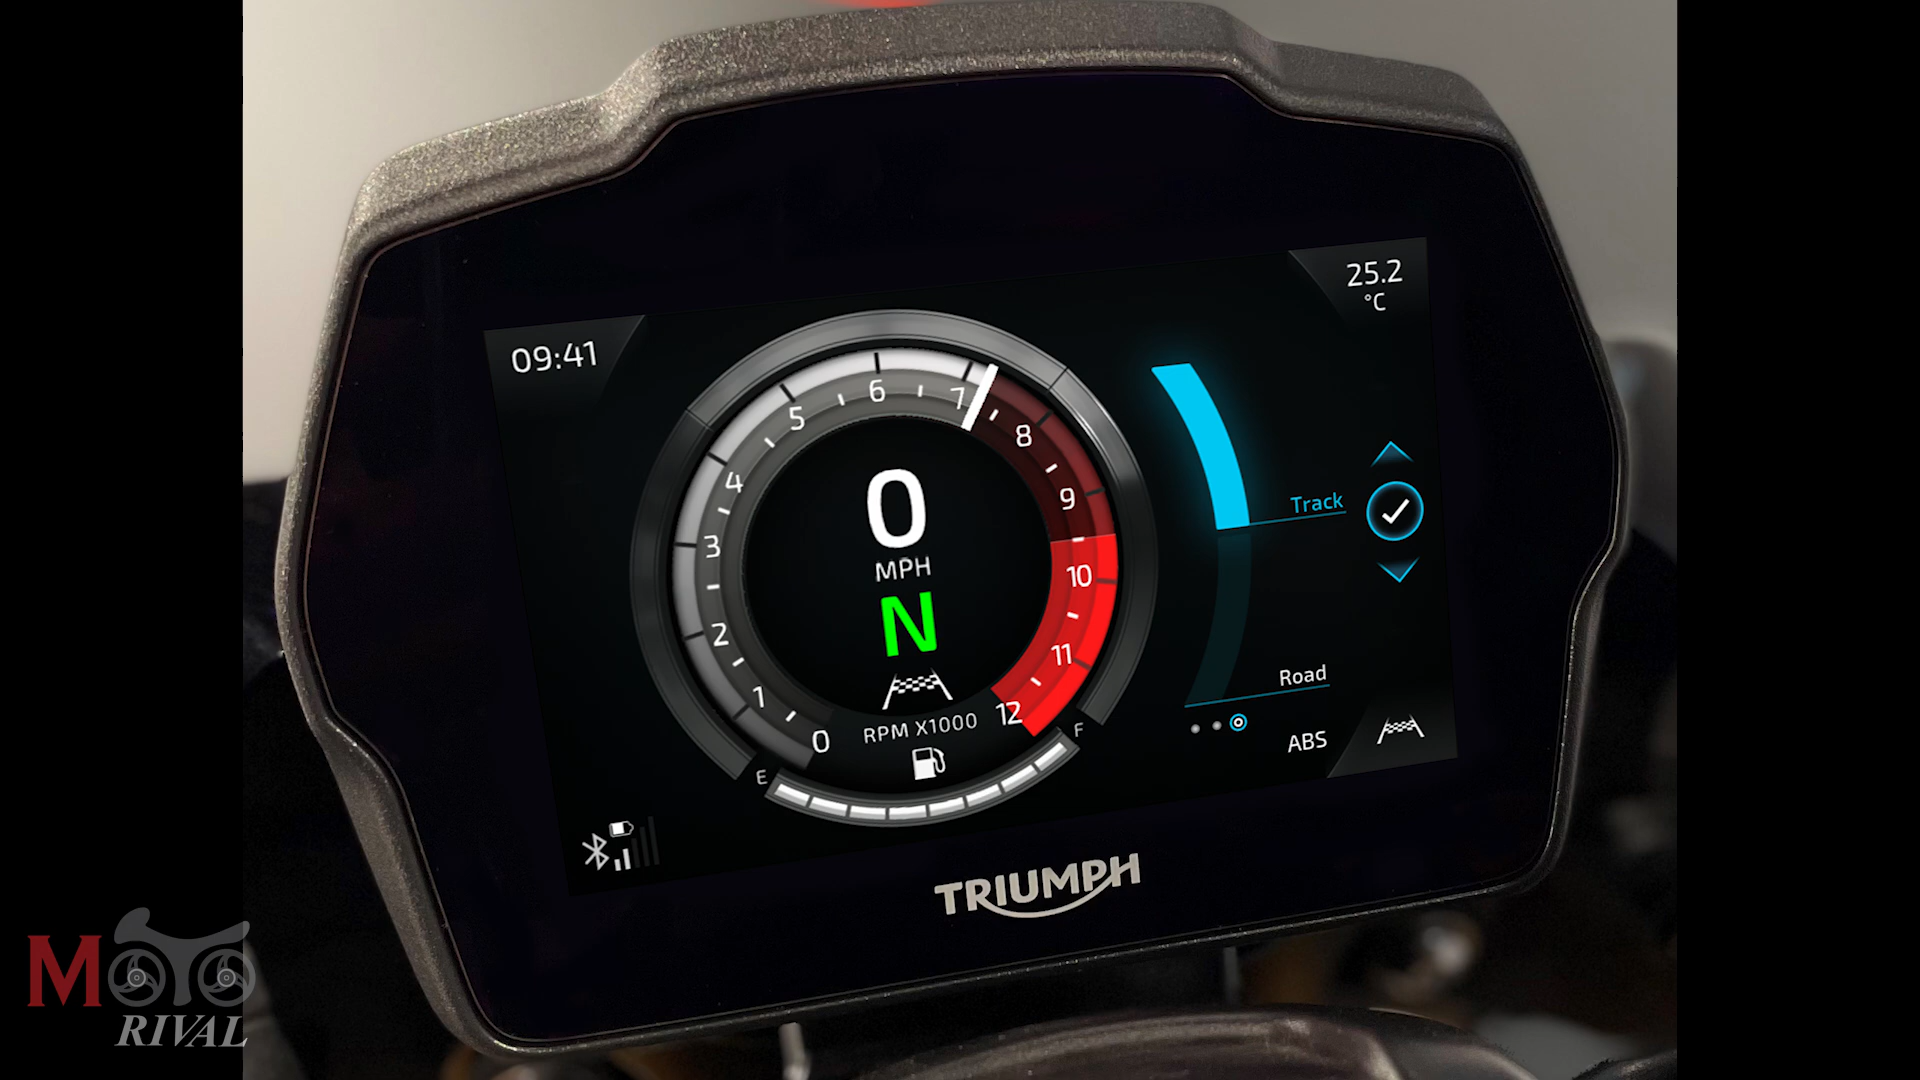 25.2
°C
09:41
0
1
2
3
4
5
6
7
8
9
10
11
12
0
MPH
N
RPM X1000
E
F
Track
Road
ABS
TRIUMPH
MOTO
RIVAL